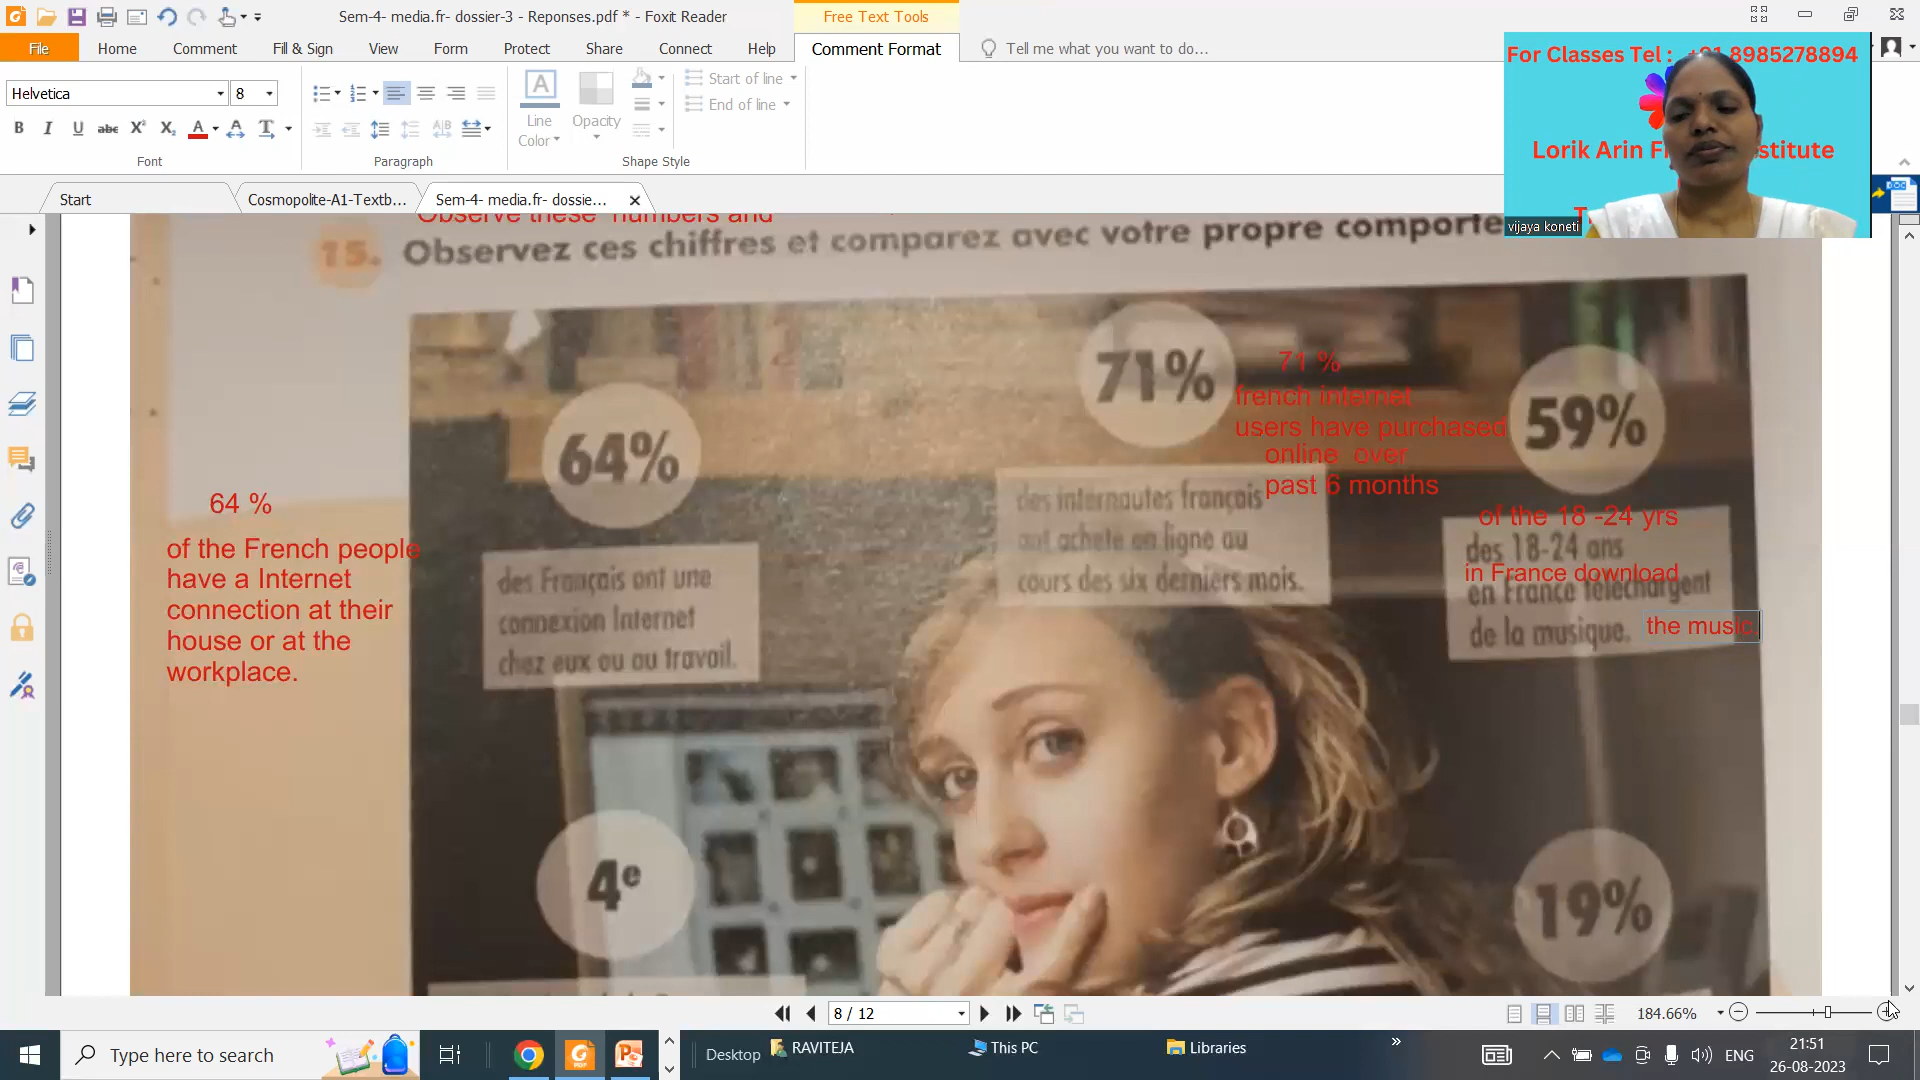 Sem-4- media.fr- dossier-3 - Reponses.pdf * - Foxit Reader
Free Text Tools
File
Home
Comment
Fill & Sign
View
Form
Protect
Share
Connect
Help
Comment Format
Tell me what you want to do...
Helvetica
8
Start of line
End of line
Line
Color
Opacity
B I U abc X² X₂ A
Font
Paragraph
Shape Style
For Classes Tel : +91 8985278894
Lorik Arin
vijaya koneti
Start
Cosmopolite-A1-Textb...
Sem-4- media.fr- dossie...
Observe these numbers and
15. Observez ces chiffres et comparez avec votre propre comporte
71%
71 %
french internet
users have purchased
online over
past 6 months
59%
64%
64 %
of the French people
have a Internet
connection at their
house or at the
workplace.
des internautes français
ont acheté en ligne au
cours des six derniers mois.
of the 18 -24 yrs
des 18-24 ans
in France download
en France téléchargent
de la musique. the music.
des Français ont une
connexion Internet
chez eux ou au travail.
4e
19%
8 / 12
184.66%
Type here to search
Desktop
RAVITEJA
This PC
Libraries
»
ENG
21:51
26-08-2023